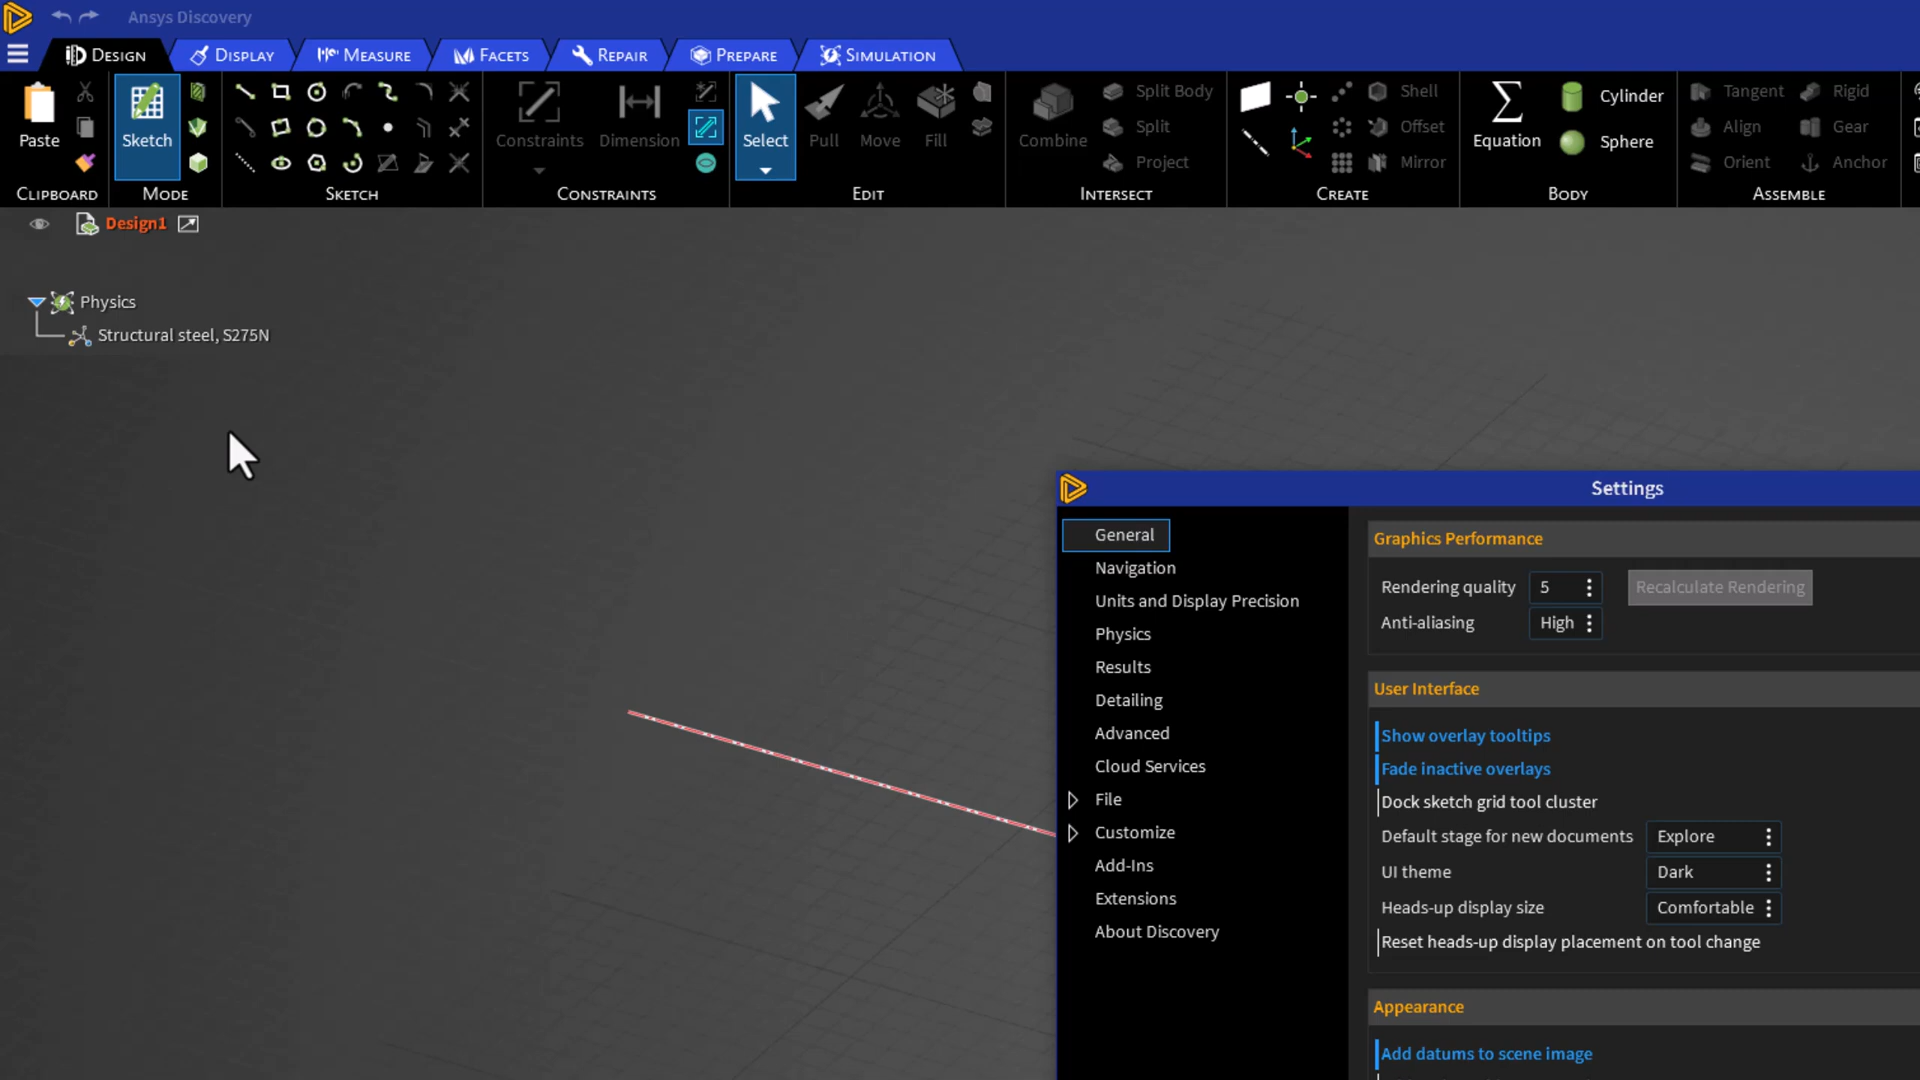 Ansys Discovery
DESIGN
DISPLAY
MEASURE
FACETS
REPAIR
PREPARE
SIMULATION
Paste
Sketch
Constraints
Dimension
Select
Pull
Move
Fill
Combine
Split Body
Split
Project
Shell
Offset
Mirror
Equation
Cylinder
Sphere
Tangent
Align
Orient
Rigid
Gear
Anchor
CLIPBOARD
MODE
SKETCH
CONSTRAINTS
EDIT
INTERSECT
CREATE
BODY
ASSEMBLE
Design1
Physics
Structural steel, S275N
Settings
General
Navigation
Units and Display Precision
Physics
Results
Detailing
Advanced
Cloud Services
File
Customize
Add-Ins
Extensions
About Discovery
Graphics Performance
Rendering quality 5 Recalculate Rendering
Anti-aliasing High
User Interface
Show overlay tooltips
Fade inactive overlays
Dock sketch grid tool cluster
Default stage for new documents Explore
UI theme Dark
Heads-up display size Comfortable
Reset heads-up display placement on tool change
Appearance
Add datums to scene image